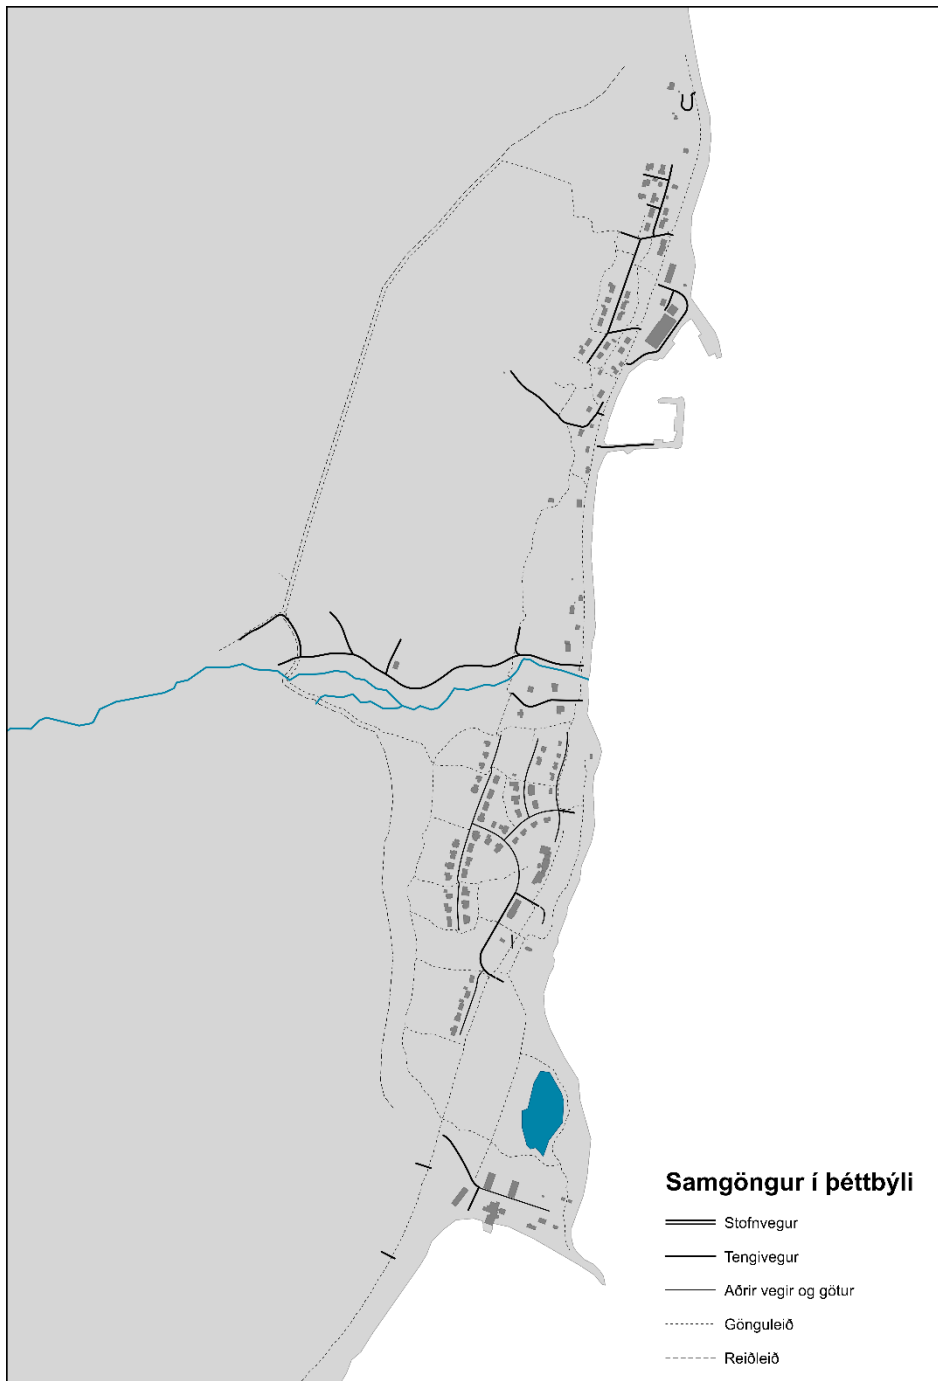 Samgöngur í þéttbýli
Stofnvegur
Tengivegur
Aðrir vegir og götur
Gönguleið
Reiðleið